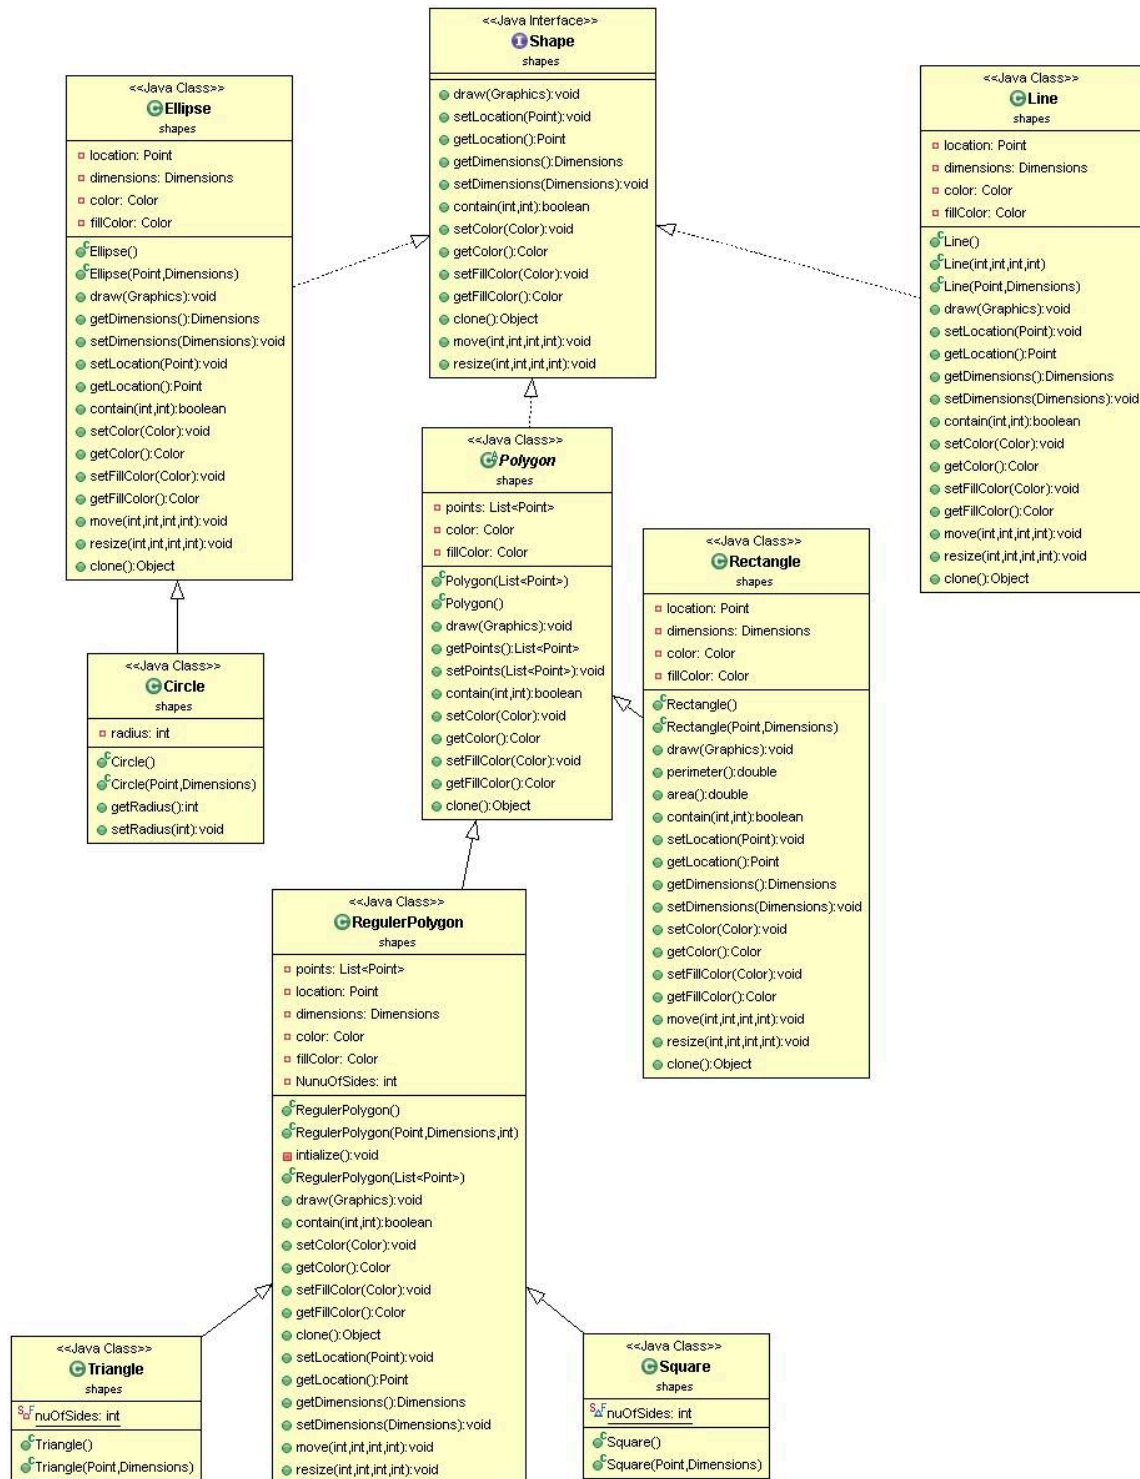 <<Java Interface>>
Shape
shapes
draw(Graphics):void
setLocation(Point):void
getLocation():Point
getDimensions():Dimensions
setDimensions(Dimensions):void
contain(int,int):boolean
setColor(Color):void
getColor():Color
setFillColor(Color):void
getFillColor():Color
clone():Object
move(int,int,int,int):void
resize(int,int,int,int):void
<<Java Class>>
Ellipse
shapes
location: Point
dimensions: Dimensions
color: Color
fillColor: Color
Ellipse()
Ellipse(Point,Dimensions)
draw(Graphics):void
getDimensions():Dimensions
setDimensions(Dimensions):void
setLocation(Point):void
getLocation():Point
contain(int,int):boolean
setColor(Color):void
getColor():Color
setFillColor(Color):void
getFillColor():Color
move(int,int,int,int):void
resize(int,int,int,int):void
clone():Object
<<Java Class>>
Line
shapes
location: Point
dimensions: Dimensions
color: Color
fillColor: Color
Line()
Line(int,int,int,int)
Line(Point,Dimensions)
draw(Graphics):void
setLocation(Point):void
getLocation():Point
getDimensions():Dimensions
setDimensions(Dimensions):void
contain(int,int):boolean
setColor(Color):void
getColor():Color
setFillColor(Color):void
getFillColor():Color
move(int,int,int,int):void
resize(int,int,int,int):void
clone():Object
<<Java Class>>
Polygon
shapes
points: List<Point>
color: Color
fillColor: Color
Polygon(List<Point>)
Polygon()
draw(Graphics):void
getPoints():List<Point>
setPoints(List<Point>):void
contain(int,int):boolean
setColor(Color):void
getColor():Color
setFillColor(Color):void
getFillColor():Color
clone():Object
<<Java Class>>
Rectangle
shapes
location: Point
dimensions: Dimensions
color: Color
fillColor: Color
Rectangle()
Rectangle(Point,Dimensions)
draw(Graphics):void
perimeter():double
area():double
contain(int,int):boolean
setLocation(Point):void
getLocation():Point
getDimensions():Dimensions
setDimensions(Dimensions):void
setColor(Color):void
getColor():Color
setFillColor(Color):void
getFillColor():Color
move(int,int,int,int):void
resize(int,int,int,int):void
clone():Object
<<Java Class>>
Circle
shapes
radius: int
Circle()
Circle(Point,Dimensions)
getRadius():int
setRadius(int):void
<<Java Class>>
RegulerPolygon
shapes
points: List<Point>
location: Point
dimensions: Dimensions
color: Color
fillColor: Color
NunuOfSides: int
RegulerPolygon()
RegulerPolygon(Point,Dimensions,int)
intialize():void
RegulerPolygon(List<Point>)
draw(Graphics):void
contain(int,int):boolean
setColor(Color):void
getColor():Color
setFillColor(Color):void
getFillColor():Color
clone():Object
setLocation(Point):void
getLocation():Point
getDimensions():Dimensions
setDimensions(Dimensions):void
move(int,int,int,int):void
resize(int,int,int,int):void
<<Java Class>>
Triangle
shapes
nuOfSides: int
Triangle()
Triangle(Point,Dimensions)
<<Java Class>>
Square
shapes
nuOfSides: int
Square()
Square(Point,Dimensions)